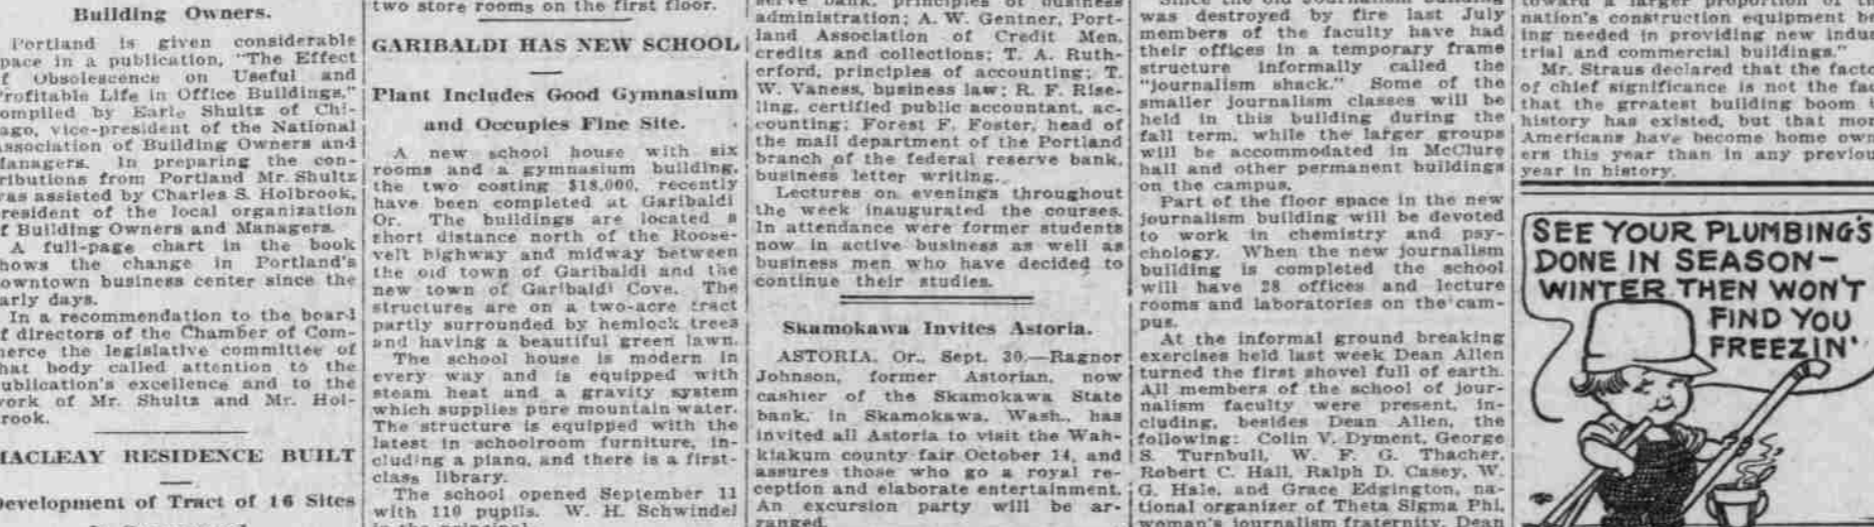 Building Owners.
Portland is given considerable
space in a publication, "The Effect
of Obsolescence on Useful and
Profitable Life in Office Buildings,"
compiled by Earle Shultz of Chi-
cago, vice-president of the National
Association of Building Owners and
Managers. In preparing the con-
tributions from Portland Mr. Shultz
was assisted by Charles S. Holbrook,
president of the local organization
of Building Owners and Managers.
A full-page chart in the book
shows the change in Portland's
downtown business center since the
early days.
In a recommendation to the board
of directors of the Chamber of Com-
merce the legislative committee of
that body called attention to the
publication's excellence and to the
work of Mr. Shultz and Mr. Hol-
brook.
MACLEAY RESIDENCE BUILT
Development of Tract of 16 Sites
two store rooms on the first floor.
GARIBALDI HAS NEW SCHOOL
Plant Includes Good Gymnasium
and Occupies Fine Site.
A new school house with six
rooms and a gymnasium building,
the two costing $18,000, recently
have been completed at Garibaldi
Or. The buildings are located a
short distance north of the Roose-
velt highway and midway between
the old town of Garibaldi and the
new town of Garibaldi Cove. The
structures are on a two-acre tract
partly surrounded by hemlock trees
and having a beautiful green lawn.
The school house is modern in
every way and is equipped with
steam heat and a gravity system
which supplies pure mountain water.
The structure is equipped with the
latest in schoolroom furniture, in-
cluding a piano, and there is a first-
class library.
The school opened September 11
with 110 pupils. W. H. Schwindel
is the principal.
serve bank, principles of business
administration; A. W. Gentner, Port-
land Association of Credit Men,
credits and collections; T. A. Ruth-
erford, principles of accounting; T.
W. Vaness, business law; R. F. Rise-
ling, certified public accountant, ac-
counting; Forest F. Foster, head of
the mail department of the Portland
branch of the federal reserve bank,
business letter writing.
Lectures on evenings throughout
the week inaugurated the courses.
In attendance were former students
now in active business as well as
business men who have decided to
continue their studies.
Skamokawa Invites Astoria.
ASTORIA, Or., Sept. 30.—Ragnor
Johnson, former Astorian, now
cashier of the Skamokawa State
bank, in Skamokawa, Wash., has
invited all Astoria to visit the Wah-
kiakum county fair October 14, and
assures those who go a royal re-
ception and elaborate entertainment.
An excursion party will be ar-
ranged.
Since the old Journalism building
was destroyed by fire last July
members of the faculty have had
their offices in a temporary frame
structure informally called the
"journalism shack." Some of the
smaller journalism classes will be
held in this building during the
fall term, while the larger groups
will be accommodated in McClure
hall and other permanent buildings
on the campus.
Part of the floor space in the new
journalism building will be devoted
to work in chemistry and psy-
chology. When the new journalism
building is completed the school
will have 28 offices and lecture
rooms and laboratories on the cam-
pus.
At the informal ground breaking
exercises held last week Dean Allen
turned the first shovel full of earth.
All members of the school of jour-
nalism faculty were present, in-
cluding, besides Dean Allen, the
following: Colin V. Dyment, George
S. Turnbull, W. F. G. Thacher,
Robert C. Hall, Ralph D. Casey, W.
G. Hale, and Grace Edgington, na-
tional organizer of Theta Sigma Phi,
woman's journalism fraternity. Dean
toward a larger proportion of the
nation's construction equipment be-
ing needed in providing new indus-
trial and commercial buildings."
Mr. Straus declared that the factor
of chief significance is not the fact
that the greatest building boom in
history has existed, but that more
Americans have become home own-
ers this year than in any previous
year in history.
SEE YOUR PLUMBING'S
DONE IN SEASON—
WINTER THEN WON'T
FIND YOU
FREEZIN'